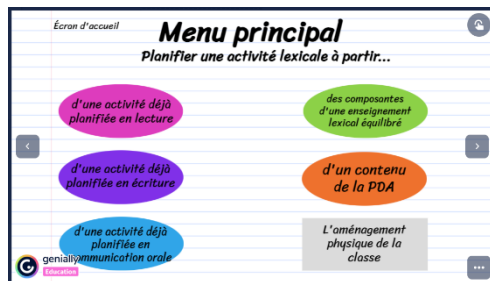 Écran d'accueil
Menu principal
Planifier une activité lexicale à partir...
d'une activité déjà
planifiée en lecture
des composantes
d'une enseignement
lexical équilibré
d'une activité déjà
planifiée en écriture
d'un contenu
de la PDA
d'une activité déjà
planifiée en
communication orale
L'aménagement
physique de la
classe
genially
Education